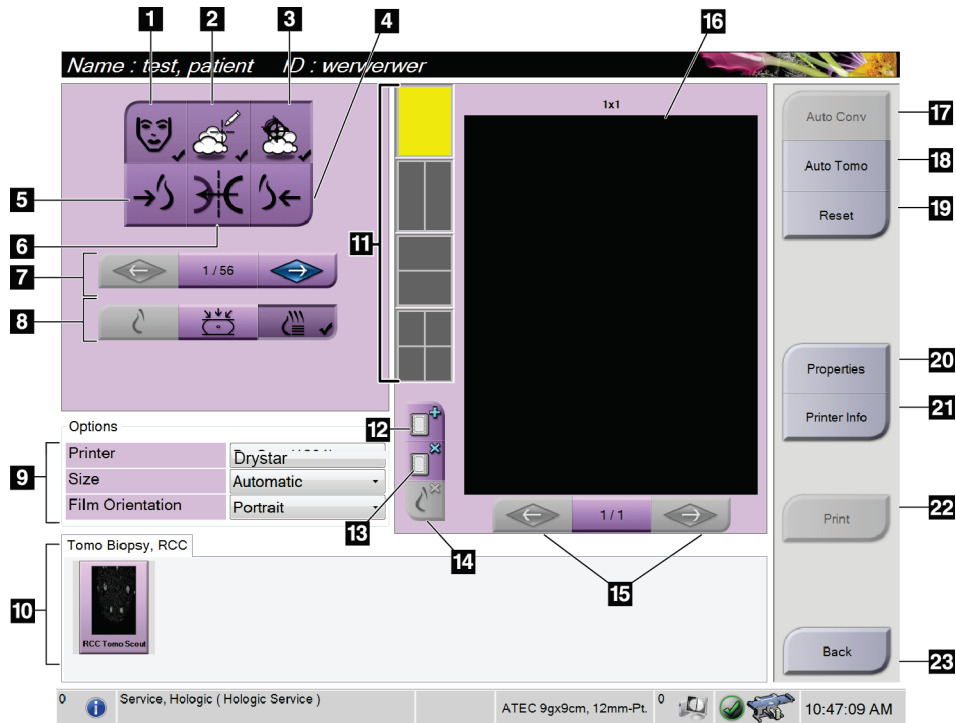 1 2 3 4 16
Name : test, patient ID : werwerwer
1x1
Auto Conv 17
Auto Tomo 18
Reset 19
5
6
7
1 / 56
8
11
Properties 20
Printer Info 21
12
Options
9
Printer
Drystar
Size
Automatic
Film Orientation
Portrait
13
14
1 / 1
15
Print 22
Tomo Biopsy, RCC
10
RCC Tomo Scout
Back 23
0 i Service, Hologic ( Hologic Service ) ATEC 9gx9cm, 12mm-Pt. 0 10:47:09 AM